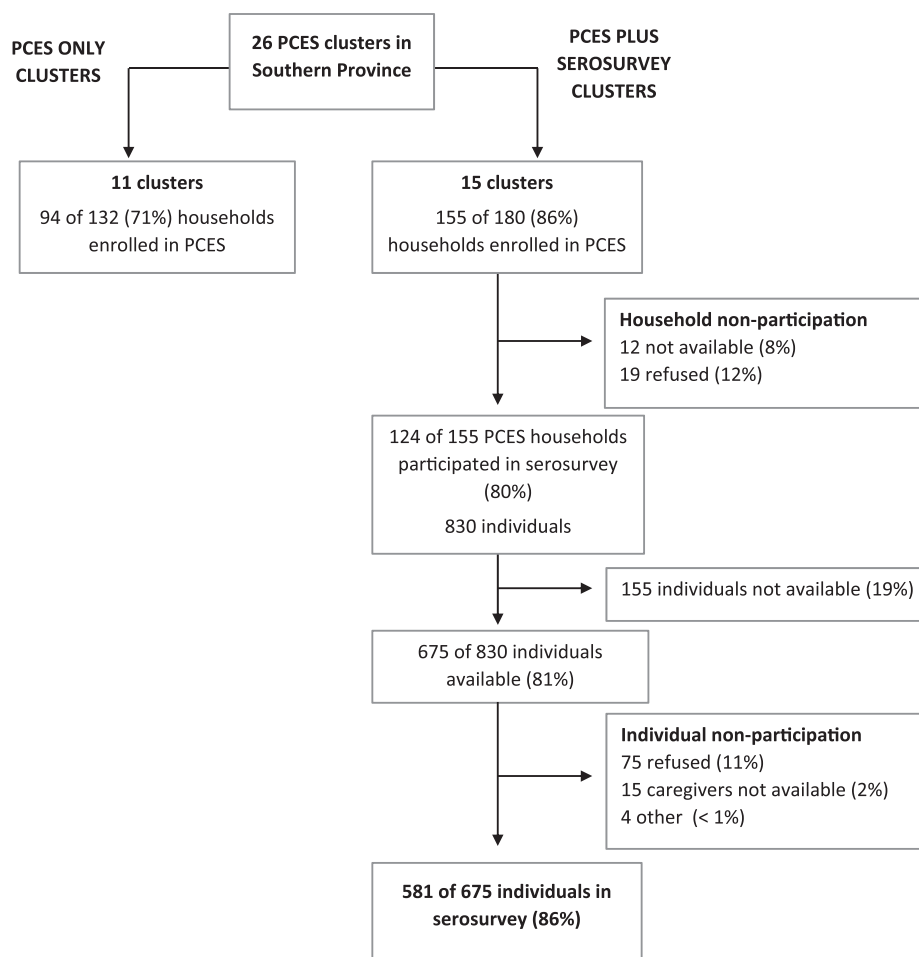 PCES ONLY
CLUSTERS
26 PCES clusters in
Southern Province
PCES PLUS
SEROSURVEY
CLUSTERS
11 clusters
94 of 132 (71%) households
enrolled in PCES
15 clusters
155 of 180 (86%)
households enrolled in PCES
Household non-participation
12 not available (8%)
19 refused (12%)
124 of 155 PCES households
participated in serosurvey
(80%)
830 individuals
155 individuals not available (19%)
675 of 830 individuals
available (81%)
Individual non-participation
75 refused (11%)
15 caregivers not available (2%)
4 other  (< 1%)
581 of 675 individuals in
serosurvey (86%)